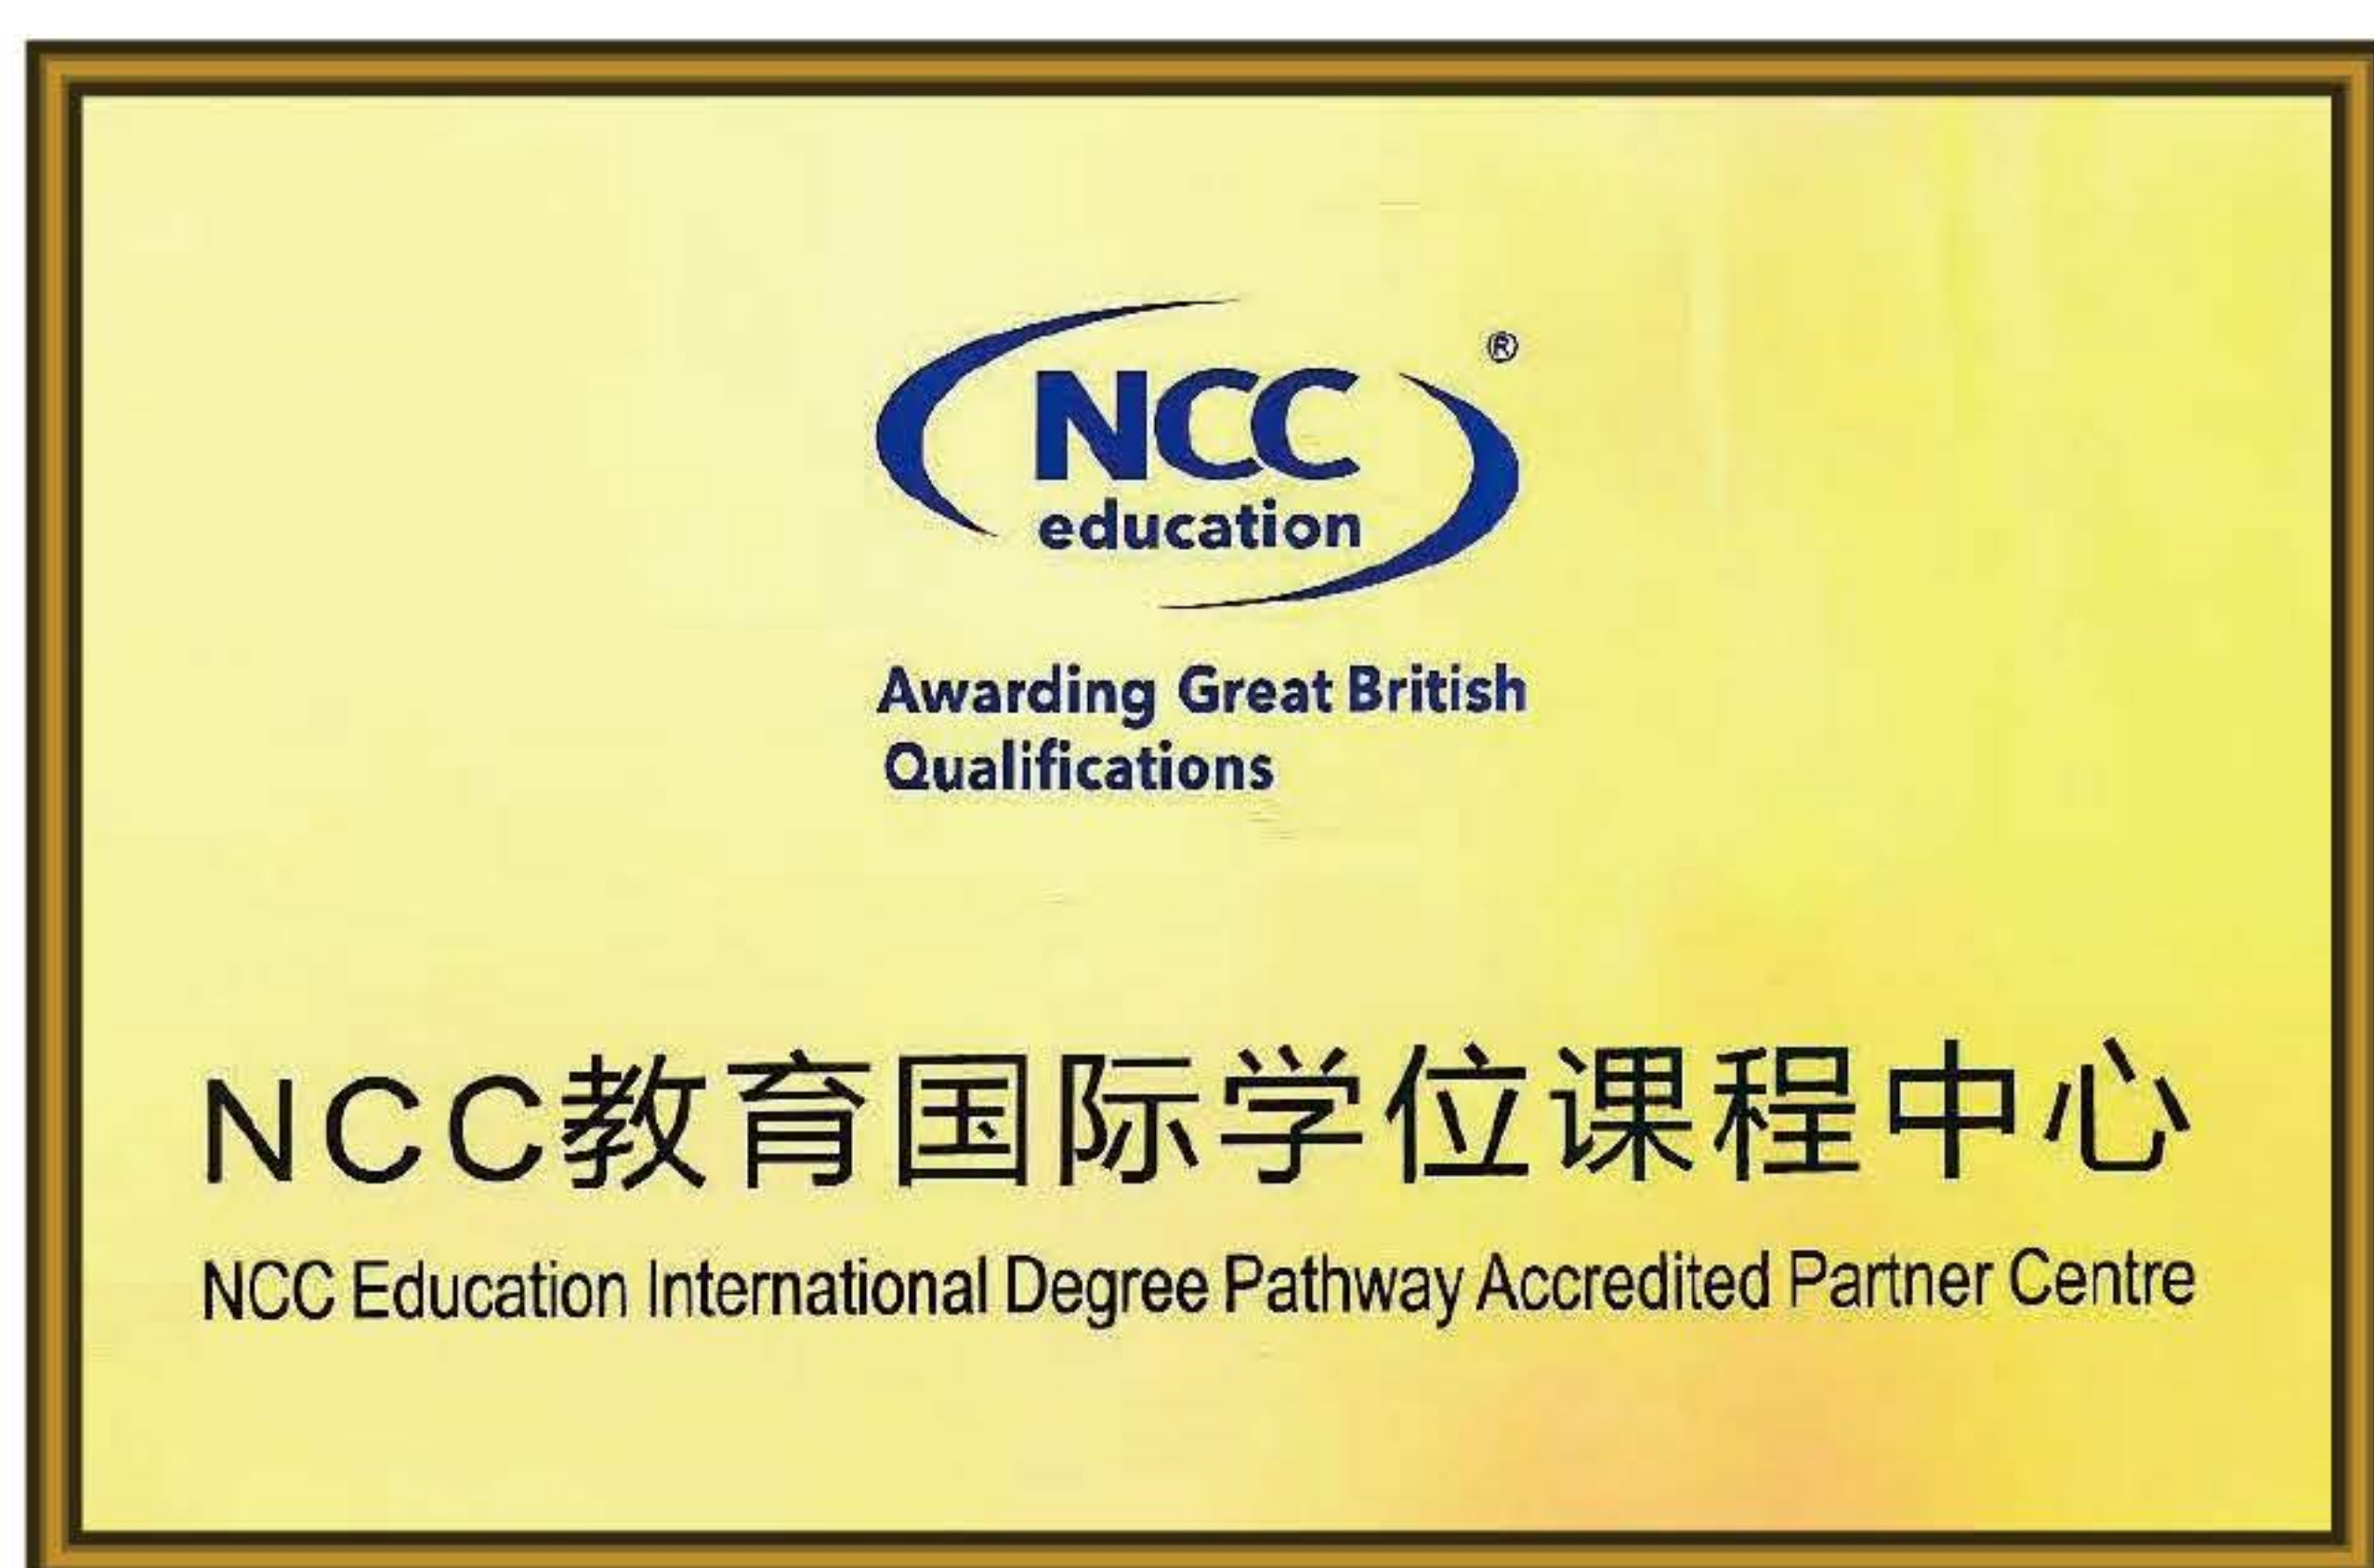 NCC ®
education
Awarding Great British
Qualifications
NCC教育国际学位课程中心
NCC Education International Degree Pathway Accredited Partner Centre